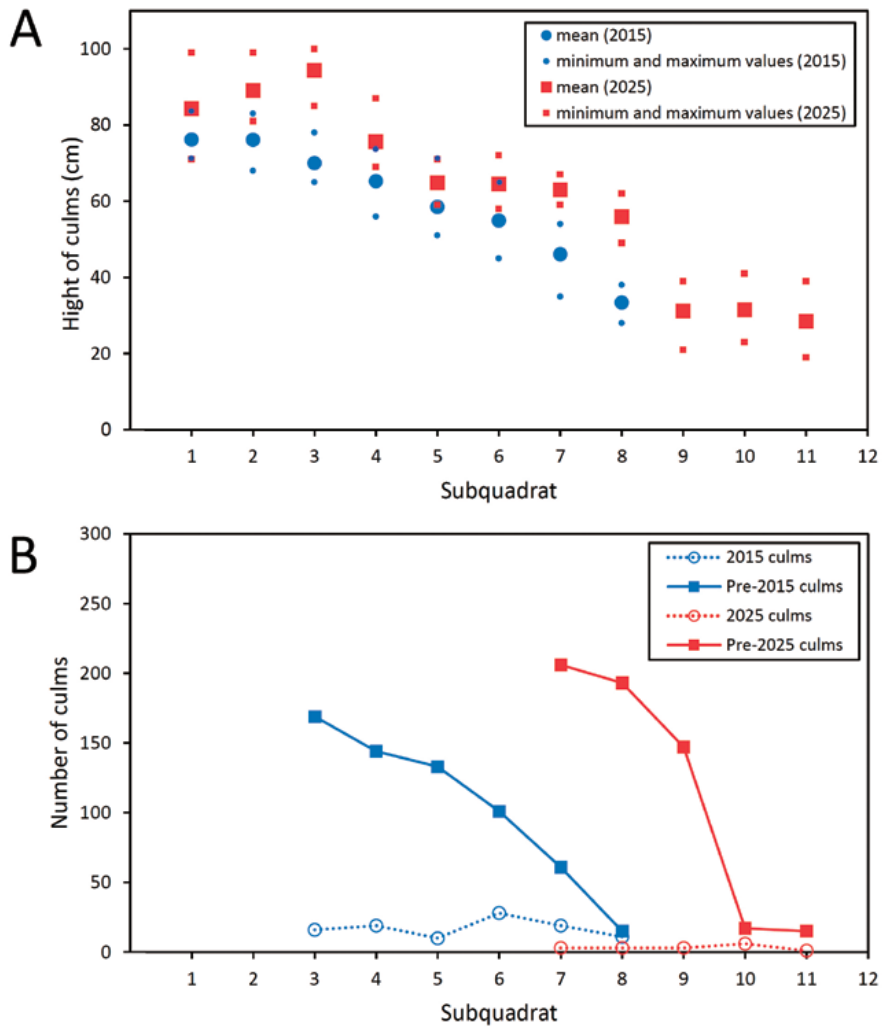 A
mean (2015)
minimum and maximum values (2015)
mean (2025)
minimum and maximum values (2025)
100
80
60
40
20
0
Hight of culms (cm)
1 2 3 4 5 6 7 8 9 10 11 12
Subquadrat
B
2015 culms
Pre-2015 culms
2025 culms
Pre-2025 culms
300
250
200
150
100
50
0
Number of culms
1 2 3 4 5 6 7 8 9 10 11 12
Subquadrat